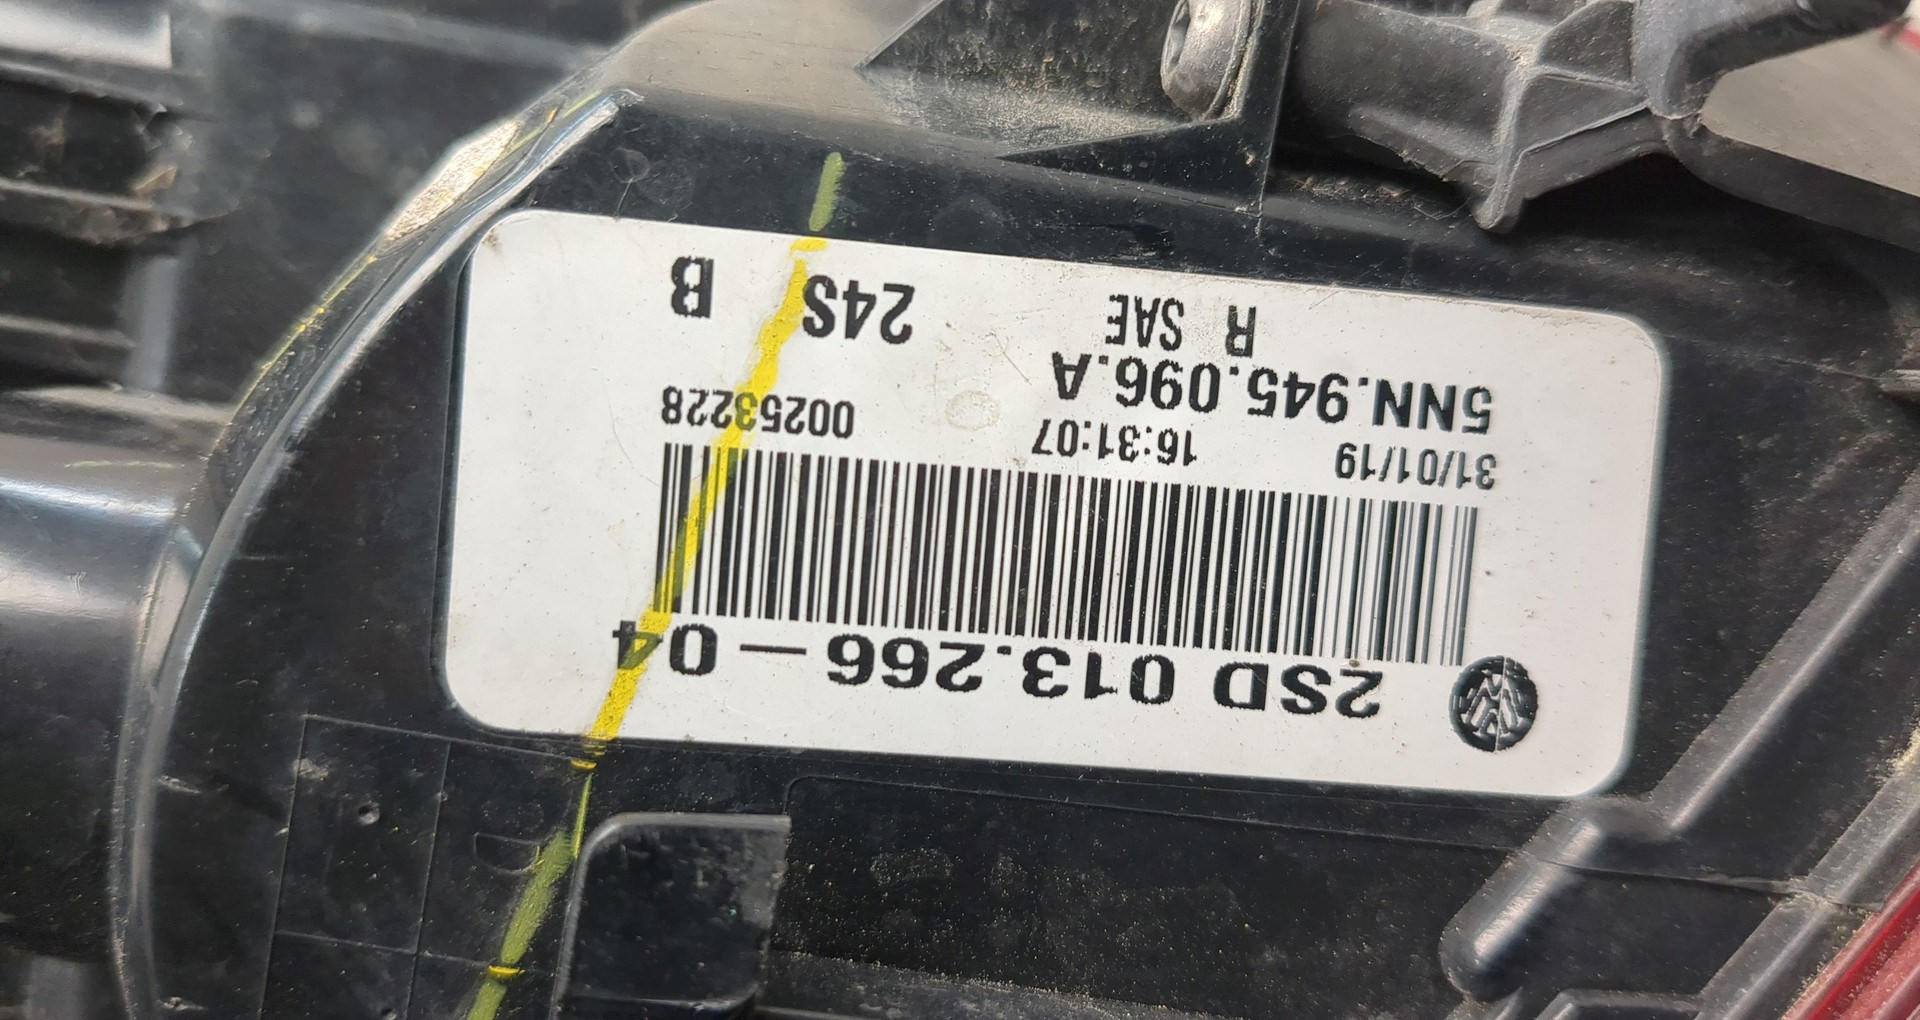 2SD 013.266-04
31/01/19 16:31:07 00253228
5NN.945.096.A
R SAE 24S B